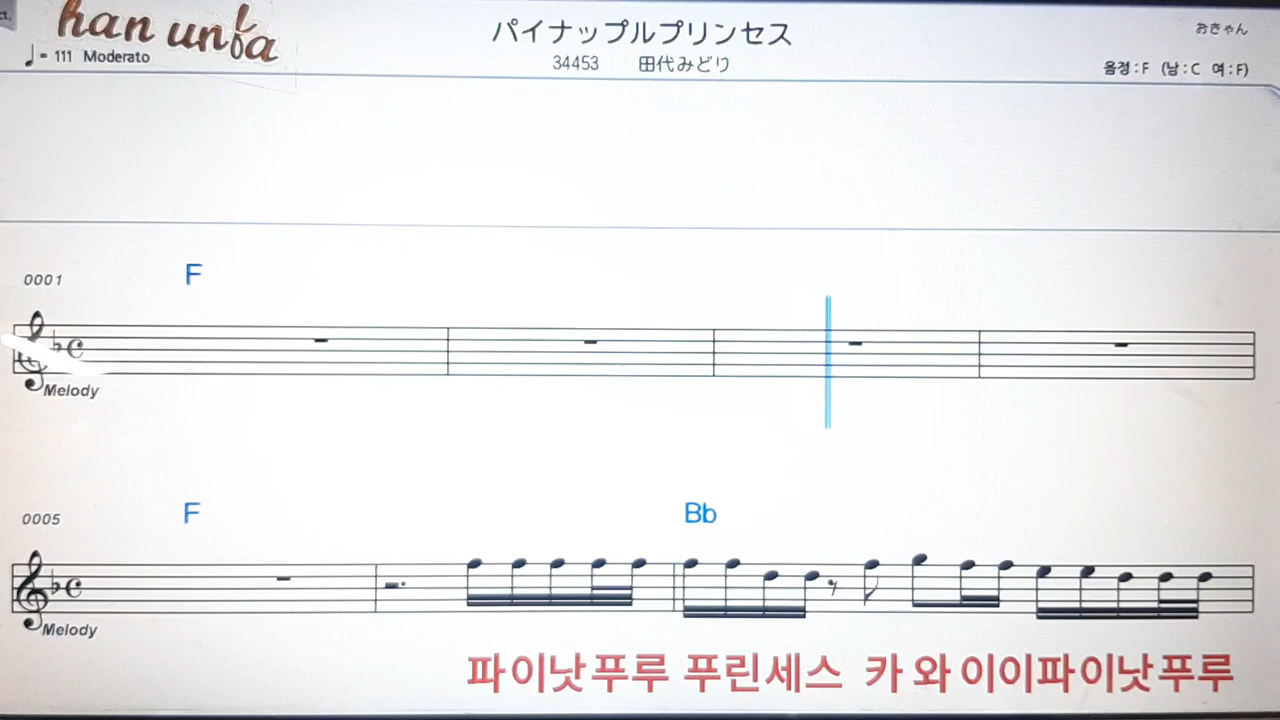 ct.
han unfa
パイナップルプリンセス
おきゃん
♩= 111 Moderato
34453 田代みどり
음정:F (남:C 여:F)
0001 F
Melody
0005 F Bb
Melody
파이낫푸루 푸린세스 카와이이파이낫푸루